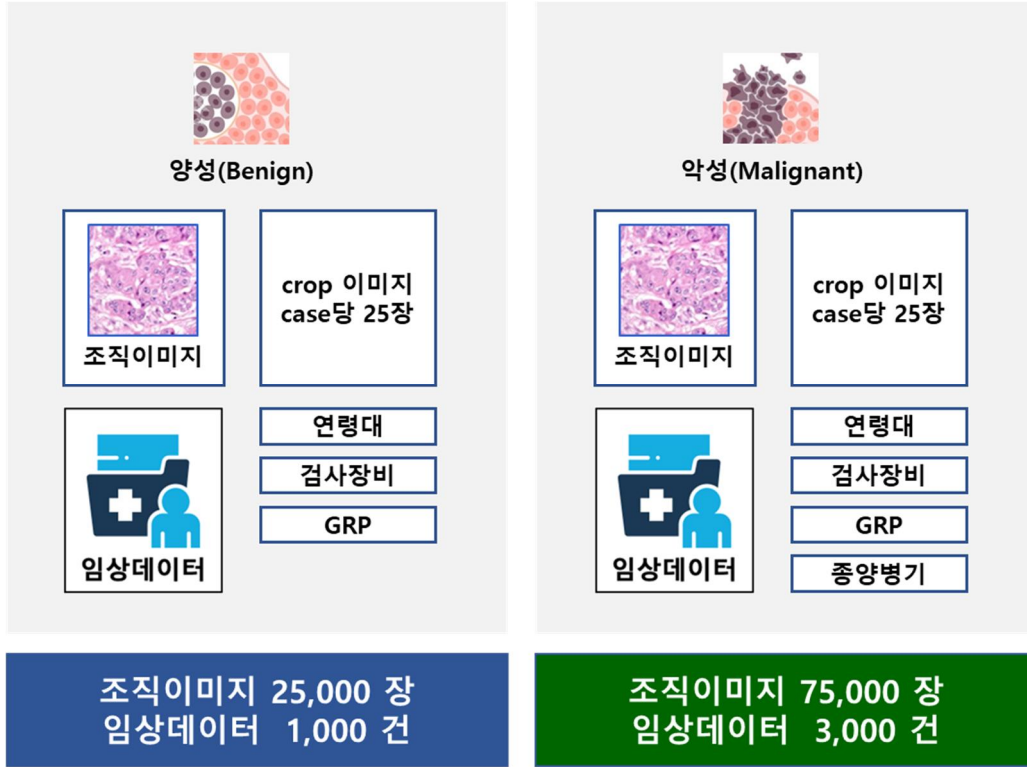 양성(Benign)
조직이미지
crop 이미지
case당 25장
임상데이터
연령대
검사장비
GRP
조직이미지 25,000 장
임상데이터 1,000 건
악성(Malignant)
조직이미지
crop 이미지
case당 25장
임상데이터
연령대
검사장비
GRP
종양병기
조직이미지 75,000 장
임상데이터 3,000 건